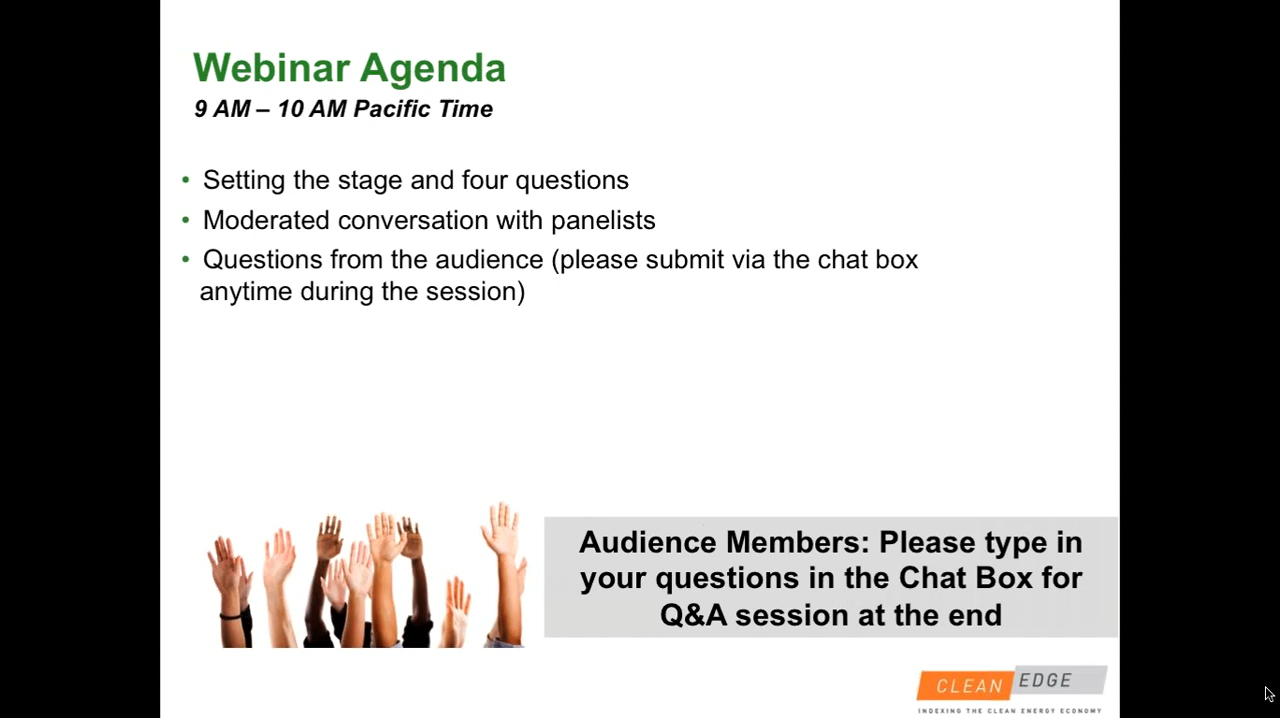 Webinar Agenda
9 AM – 10 AM Pacific Time
• Setting the stage and four questions
• Moderated conversation with panelists
• Questions from the audience (please submit via the chat box
anytime during the session)
Audience Members: Please type in
your questions in the Chat Box for
Q&A session at the end
CLEAN EDGE
INDEXING THE CLEAN ENERGY ECONOMY